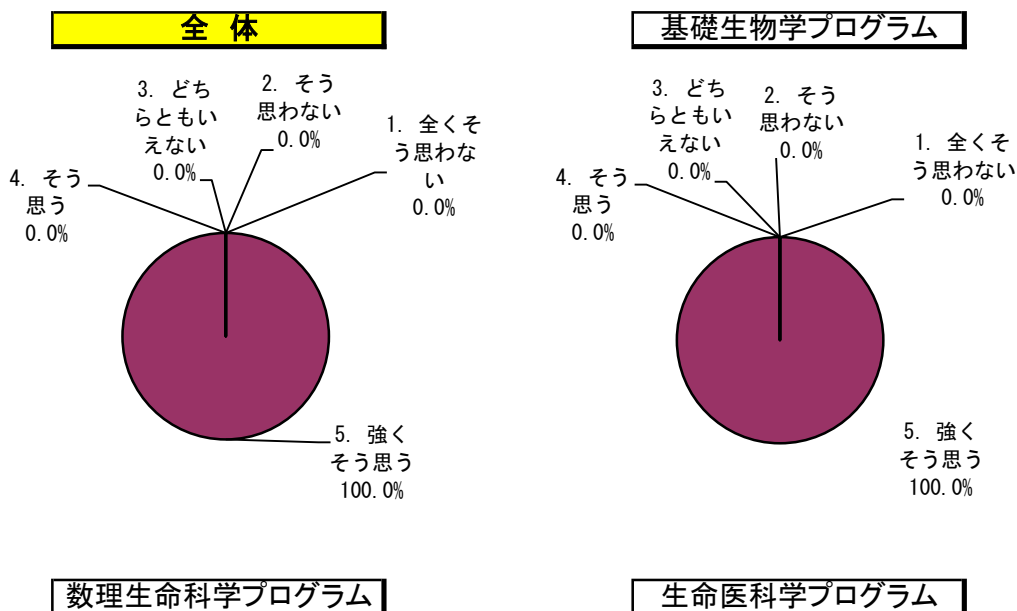 全 体
3. どち
らともい
えない
0.0%
2. そう
思わない
0.0%
1. 全くそ
う思わな
い
0.0%
4. そう
思う
0.0%
5. 強く
そう思う
100.0%
基礎生物学プログラム
3. どち
らともい
えない
0.0%
2. そう
思わない
0.0%
1. 全くそ
う思わない
0.0%
4. そう
思う
0.0%
5. 強く
そう思う
100.0%
数理生命科学プログラム
生命医科学プログラム